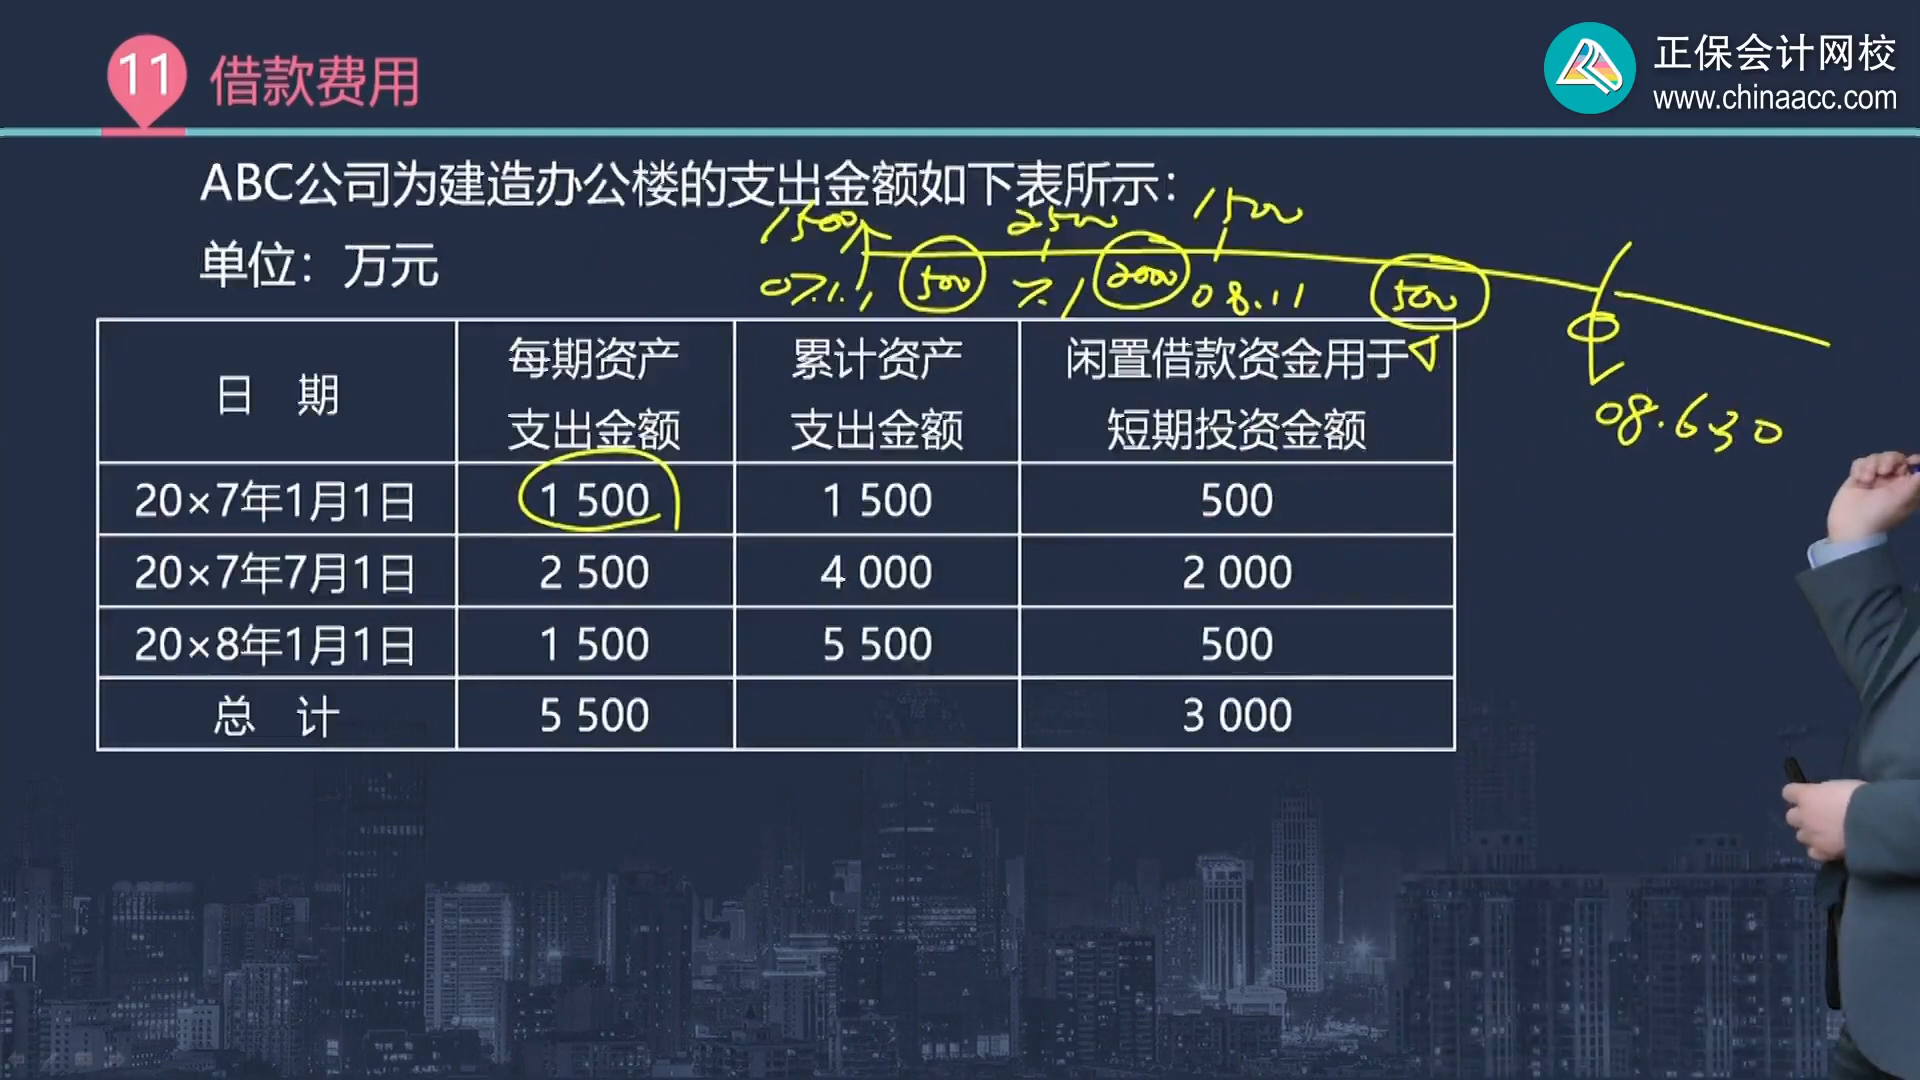 11 借款费用
正保会计网校
www.chinaacc.com
ABC公司为建造办公楼的支出金额如下表所示：
1500 2500 1500
单位：万元
07.1.1 500 7.1 2000 08.1.1 500
08.630
日 期 每期资产支出金额 累计资产支出金额 闲置借款资金用于短期投资金额
20×7年1月1日 1 500 1 500 500
20×7年7月1日 2 500 4 000 2 000
20×8年1月1日 1 500 5 500 500
总 计 5 500 3 000